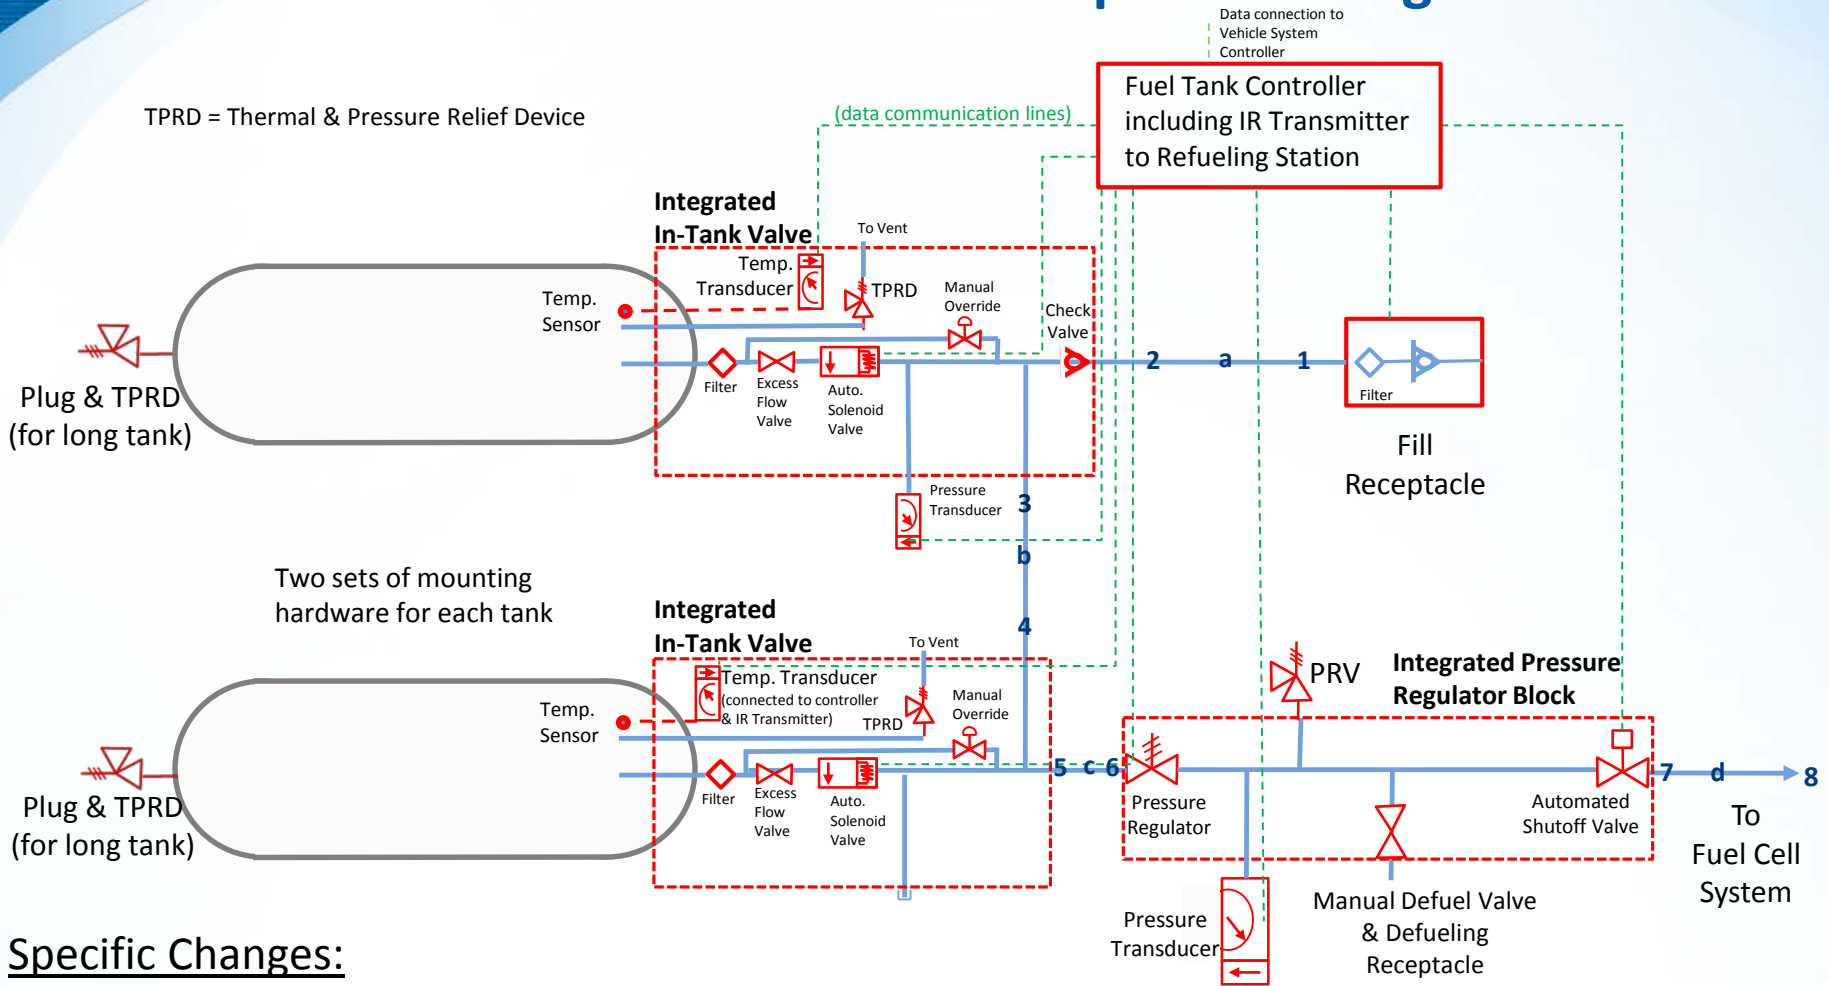 Data connection to
Vehicle System
Controller
TPRD = Thermal & Pressure Relief Device
(data communication lines)
Fuel Tank Controller
including IR Transmitter
to Refueling Station
Integrated
In-Tank Valve
To Vent
Temp.
Transducer
TPRD
Manual
Override
Check
Valve
Temp.
Sensor
Filter
Excess
Flow
Valve
Auto.
Solenoid
Valve
2
a
1
Filter
Fill
Receptacle
Plug & TPRD
(for long tank)
Pressure
Transducer
3
b
4
Two sets of mounting
hardware for each tank
Integrated
In-Tank Valve
To Vent
Temp. Transducer
(connected to controller
& IR Transmitter)
TPRD
Manual
Override
Temp.
Sensor
Filter
Excess
Flow
Valve
Auto.
Solenoid
Valve
5
c
6
PRV
Integrated Pressure
Regulator Block
Pressure
Regulator
Automated
Shutoff Valve
7
d
8
To
Fuel Cell
System
Plug & TPRD
(for long tank)
Pressure
Transducer
Manual Defuel Valve
& Defueling
Receptacle
Specific Changes: